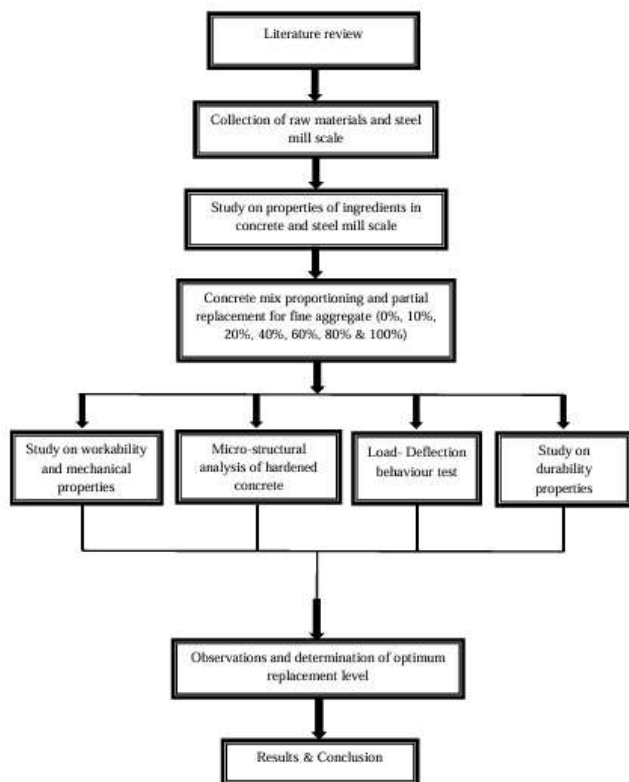 Literature review
Collection of raw materials and steel
mill scale
Study on properties of ingredients in
concrete and steel mill scale
Concrete mix proportioning and partial
replacement for fine aggregate (0%, 10%,
20%, 40%, 60%, 80% & 100%)
Study on workability
and mechanical
properties
Micro-structural
analysis of hardened
concrete
Load- Deflection
behaviour test
Study on
durability
properties
Observations and determination of optimum
replacement level
Results & Conclusion